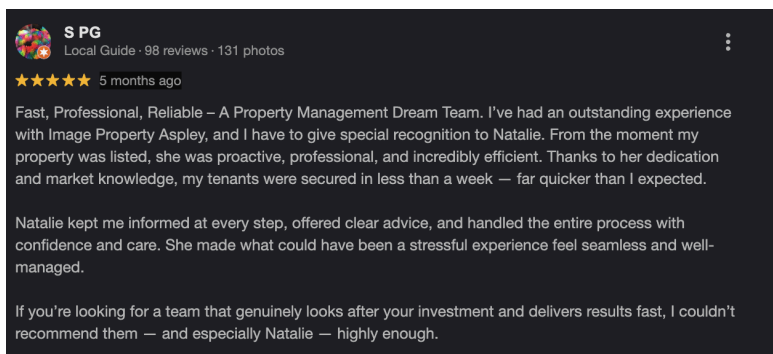 S PG
Local Guide · 98 reviews · 131 photos
5 months ago
Fast, Professional, Reliable – A Property Management Dream Team. I’ve had an outstanding experience
with Image Property Aspley, and I have to give special recognition to Natalie. From the moment my
property was listed, she was proactive, professional, and incredibly efficient. Thanks to her dedication
and market knowledge, my tenants were secured in less than a week — far quicker than I expected.
Natalie kept me informed at every step, offered clear advice, and handled the entire process with
confidence and care. She made what could have been a stressful experience feel seamless and well-
managed.
If you’re looking for a team that genuinely looks after your investment and delivers results fast, I couldn’t
recommend them — and especially Natalie — highly enough.